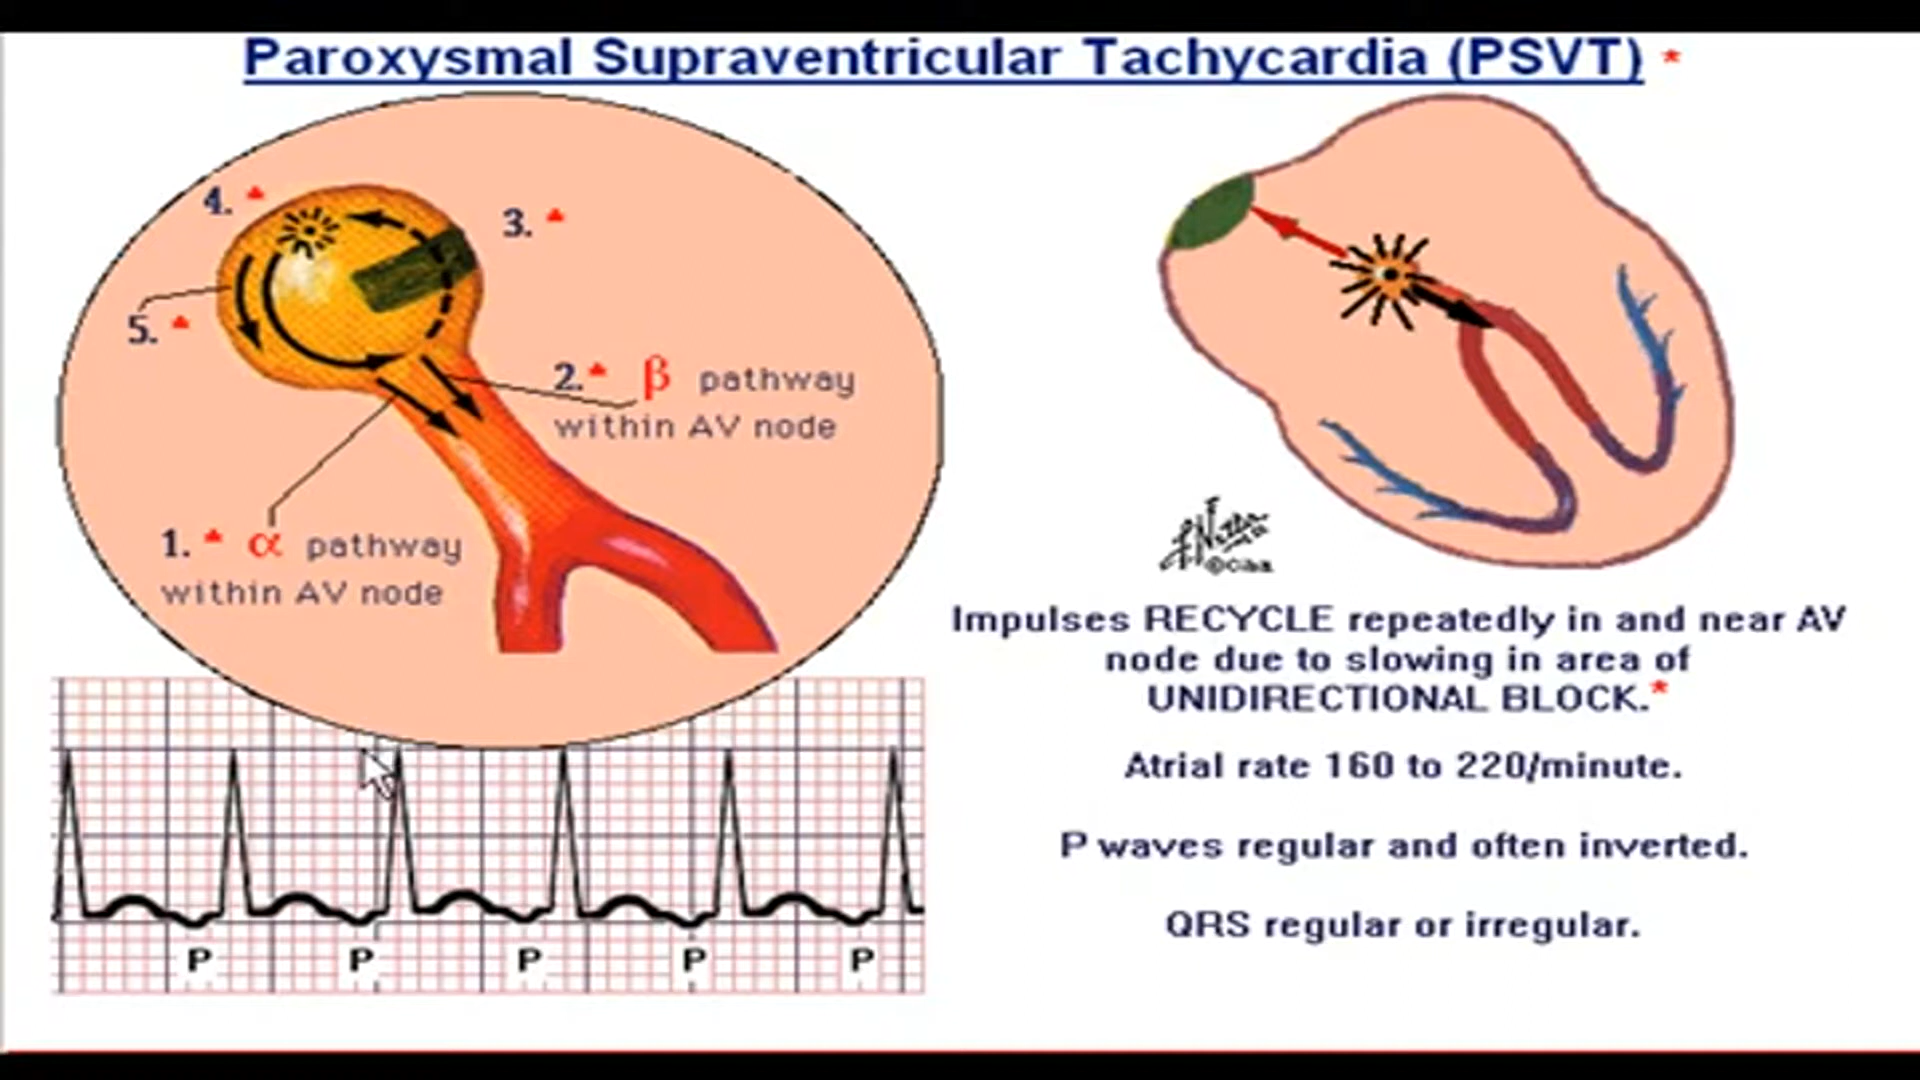 Paroxysmal Supraventricular Tachycardia (PSVT) *
4.
3.
5.
2. β pathway
within AV node
1. α pathway
within AV node
Impulses RECYCLE repeatedly in and near AV
node due to slowing in area of
UNIDIRECTIONAL BLOCK.*
Atrial rate 160 to 220/minute.
P waves regular and often inverted.
QRS regular or irregular.
P P P P P